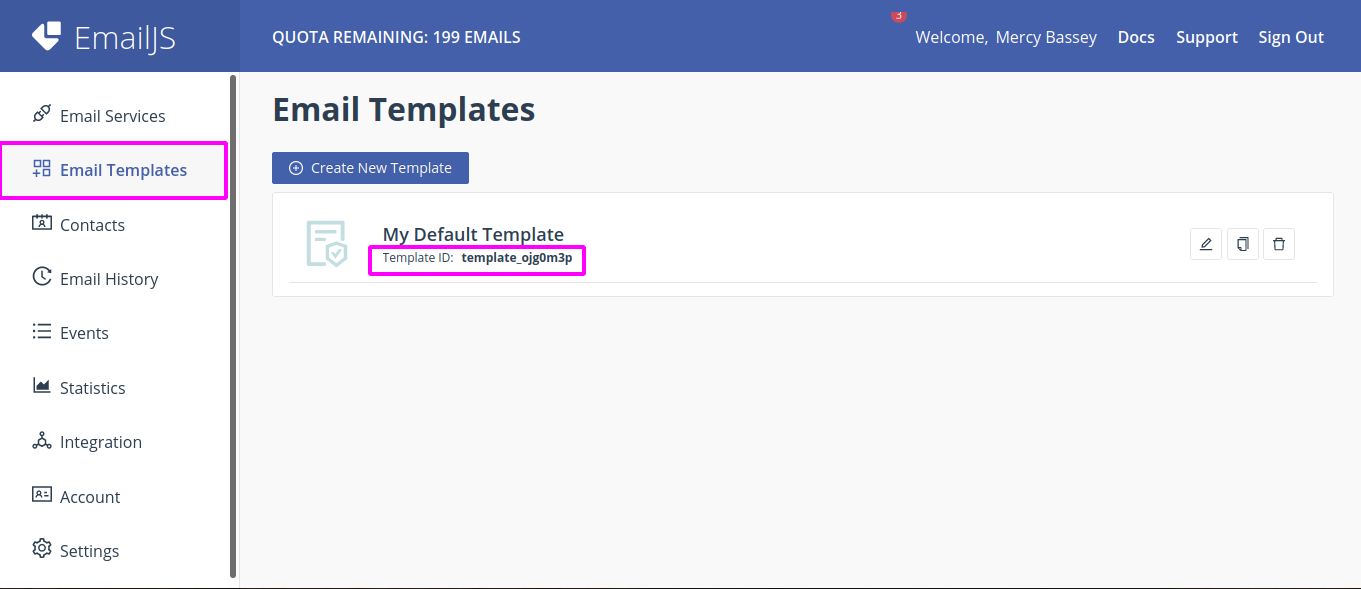 EmailJS
QUOTA REMAINING: 199 EMAILS
3
Welcome, Mercy Bassey
Docs
Support
Sign Out
Email Services
Email Templates
Contacts
Email History
Events
Statistics
Integration
Account
Settings
Email Templates
Create New Template
My Default Template
Template ID: template_ojg0m3p